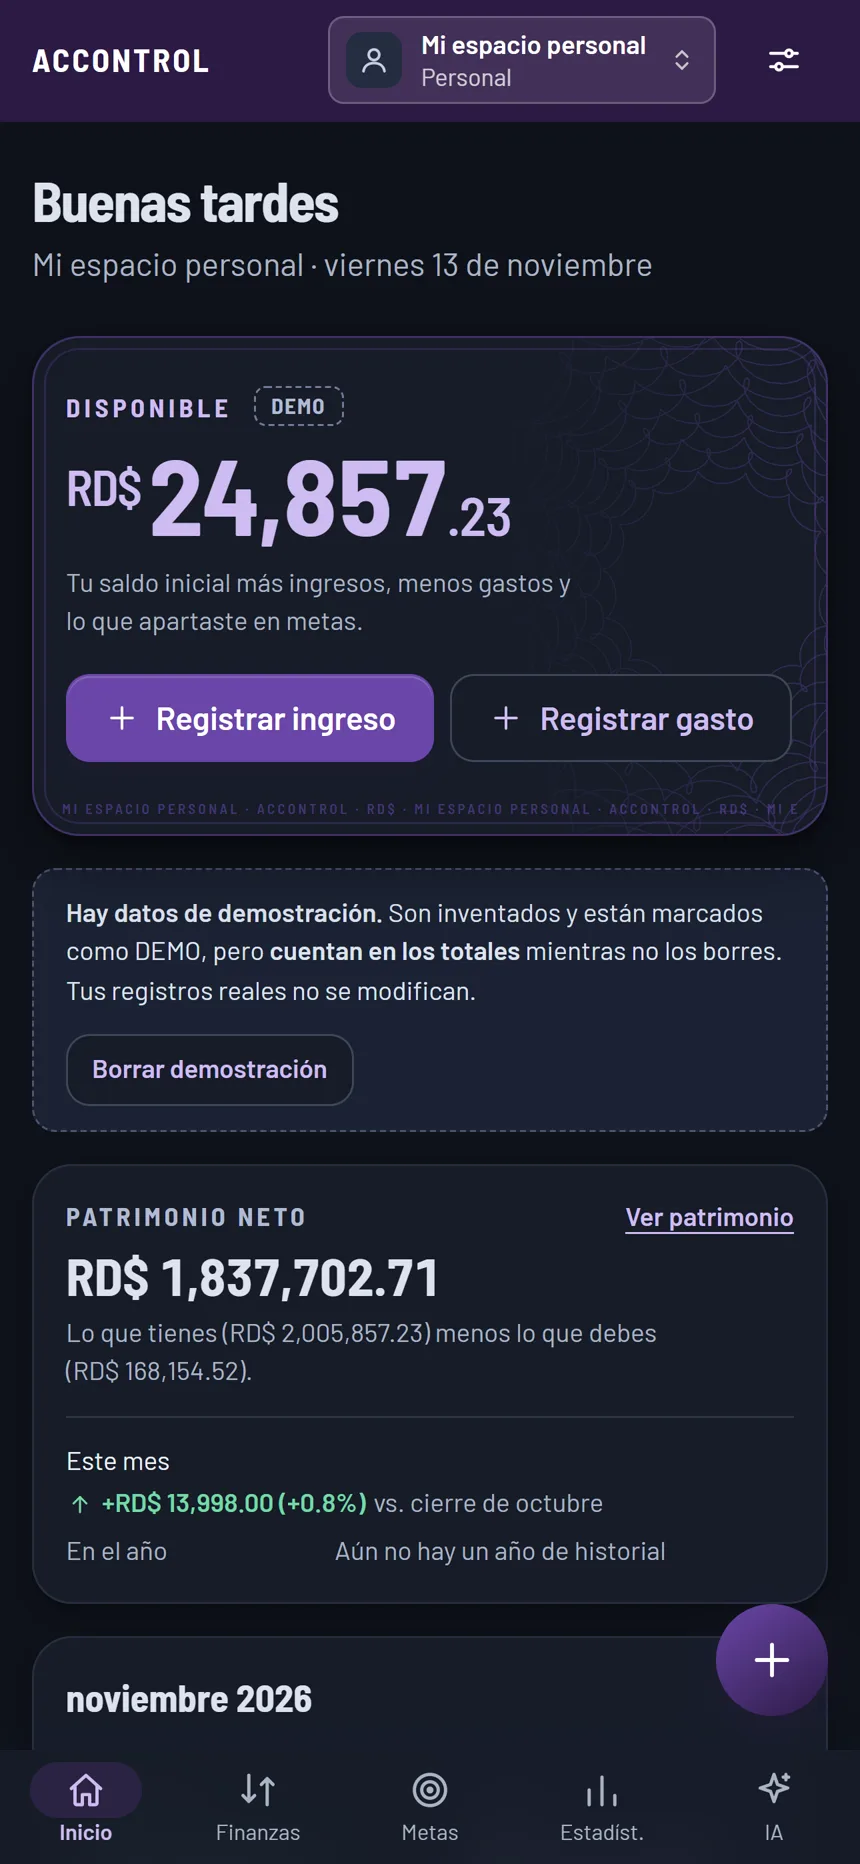 ACCONTROL
Mi espacio personal
Personal
Buenas tardes
Mi espacio personal · viernes 13 de noviembre
DISPONIBLE DEMO
RD$ 24,857.23
Tu saldo inicial más ingresos, menos gastos y
lo que apartaste en metas.
+ Registrar ingreso
+ Registrar gasto
MI ESPACIO PERSONAL · ACCONTROL · RD$ · MI ESPACIO PERSONAL · ACCONTROL · RD$ · MI E
Hay datos de demostración. Son inventados y están marcados
como DEMO, pero cuentan en los totales mientras no los borres.
Tus registros reales no se modifican.
Borrar demostración
PATRIMONIO NETO
Ver patrimonio
RD$ 1,837,702.71
Lo que tienes (RD$ 2,005,857.23) menos lo que debes
(RD$ 168,154.52).
Este mes
↑ +RD$ 13,998.00 (+0.8%) vs. cierre de octubre
En el año Aún no hay un año de historial
noviembre 2026
Inicio
Finanzas
Metas
Estadíst.
IA